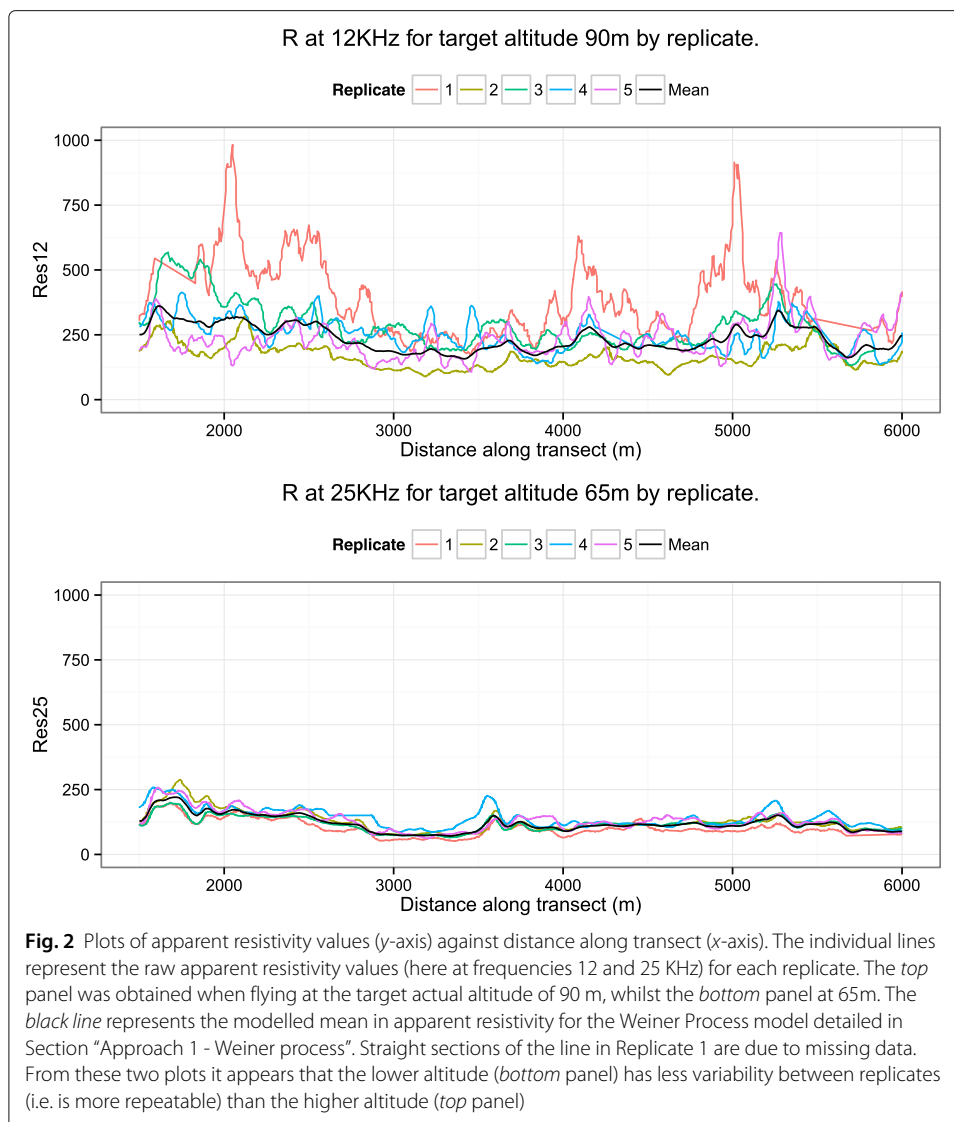 R at 12KHz for target altitude 90m by replicate.
Replicate 1 2 3 4 5 Mean
1000
750
500
250
0
Res12
2000 3000 4000 5000 6000
Distance along transect (m)
R at 25KHz for target altitude 65m by replicate.
Replicate 1 2 3 4 5 Mean
1000
750
500
250
0
Res25
2000 3000 4000 5000 6000
Distance along transect (m)
Fig. 2 Plots of apparent resistivity values (y-axis) against distance along transect (x-axis). The individual lines
represent the raw apparent resistivity values (here at frequencies 12 and 25 KHz) for each replicate. The top
panel was obtained when flying at the target actual altitude of 90 m, whilst the bottom panel at 65m. The
black line represents the modelled mean in apparent resistivity for the Weiner Process model detailed in
Section “Approach 1 - Weiner process”. Straight sections of the line in Replicate 1 are due to missing data.
From these two plots it appears that the lower altitude (bottom panel) has less variability between replicates
(i.e. is more repeatable) than the higher altitude (top panel)